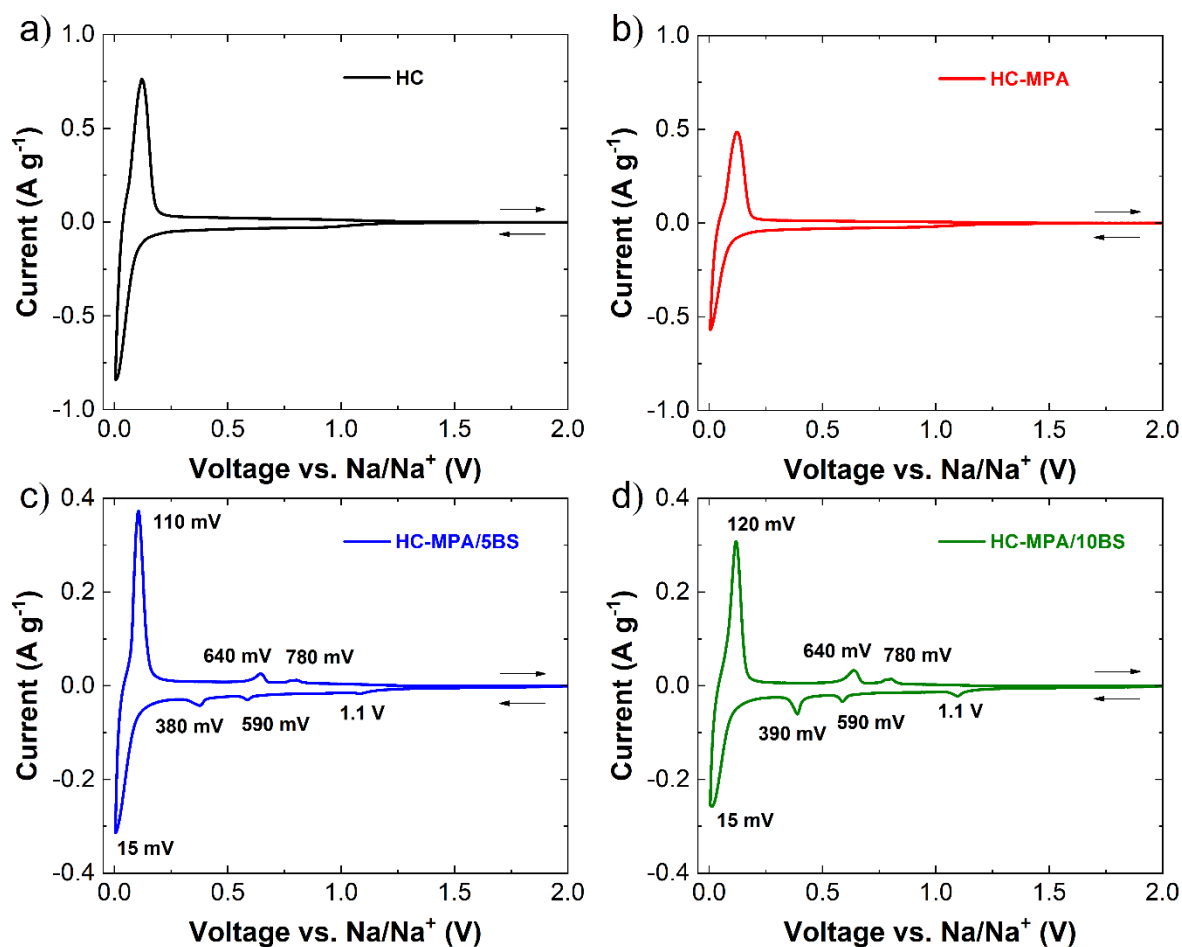 a)
HC
1.0
0.5
0.0
-0.5
-1.0
Current (A g⁻¹)
0.0 0.5 1.0 1.5 2.0
Voltage vs. Na/Na⁺ (V)
b)
HC-MPA
1.0
0.5
0.0
-0.5
-1.0
Current (A g⁻¹)
0.0 0.5 1.0 1.5 2.0
Voltage vs. Na/Na⁺ (V)
c)
HC-MPA/5BS
110 mV
640 mV 780 mV
380 mV 590 mV 1.1 V
15 mV
0.4
0.2
0.0
-0.2
-0.4
Current (A g⁻¹)
0.0 0.5 1.0 1.5 2.0
Voltage vs. Na/Na⁺ (V)
d)
HC-MPA/10BS
120 mV
640 mV 780 mV
390 mV 590 mV 1.1 V
15 mV
0.4
0.2
0.0
-0.2
-0.4
Current (A g⁻¹)
0.0 0.5 1.0 1.5 2.0
Voltage vs. Na/Na⁺ (V)